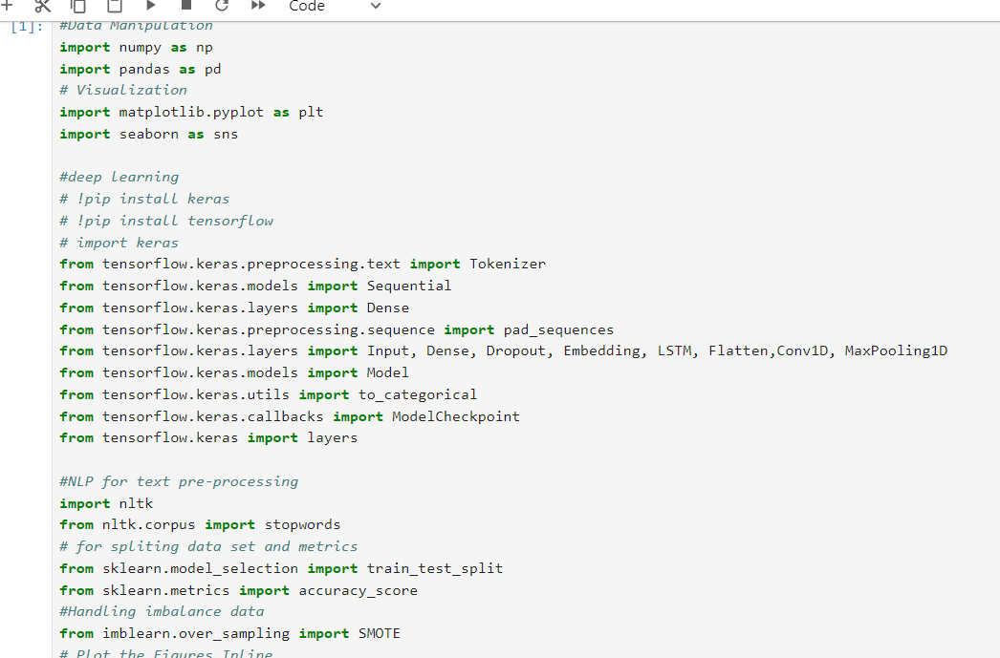 Code
[1]: #Data Manipulation
import numpy as np
import pandas as pd
# Visualization
import matplotlib.pyplot as plt
import seaborn as sns
#deep learning
# !pip install keras
# !pip install tensorflow
# import keras
from tensorflow.keras.preprocessing.text import Tokenizer
from tensorflow.keras.models import Sequential
from tensorflow.keras.layers import Dense
from tensorflow.keras.preprocessing.sequence import pad_sequences
from tensorflow.keras.layers import Input, Dense, Dropout, Embedding, LSTM, Flatten,Conv1D, MaxPooling1D
from tensorflow.keras.models import Model
from tensorflow.keras.utils import to_categorical
from tensorflow.keras.callbacks import ModelCheckpoint
from tensorflow.keras import layers
#NLP for text pre-processing
import nltk
from nltk.corpus import stopwords
# for spliting data set and metrics
from sklearn.model_selection import train_test_split
from sklearn.metrics import accuracy_score
#Handling imbalance data
from imblearn.over_sampling import SMOTE
# Plot the Figures Inline